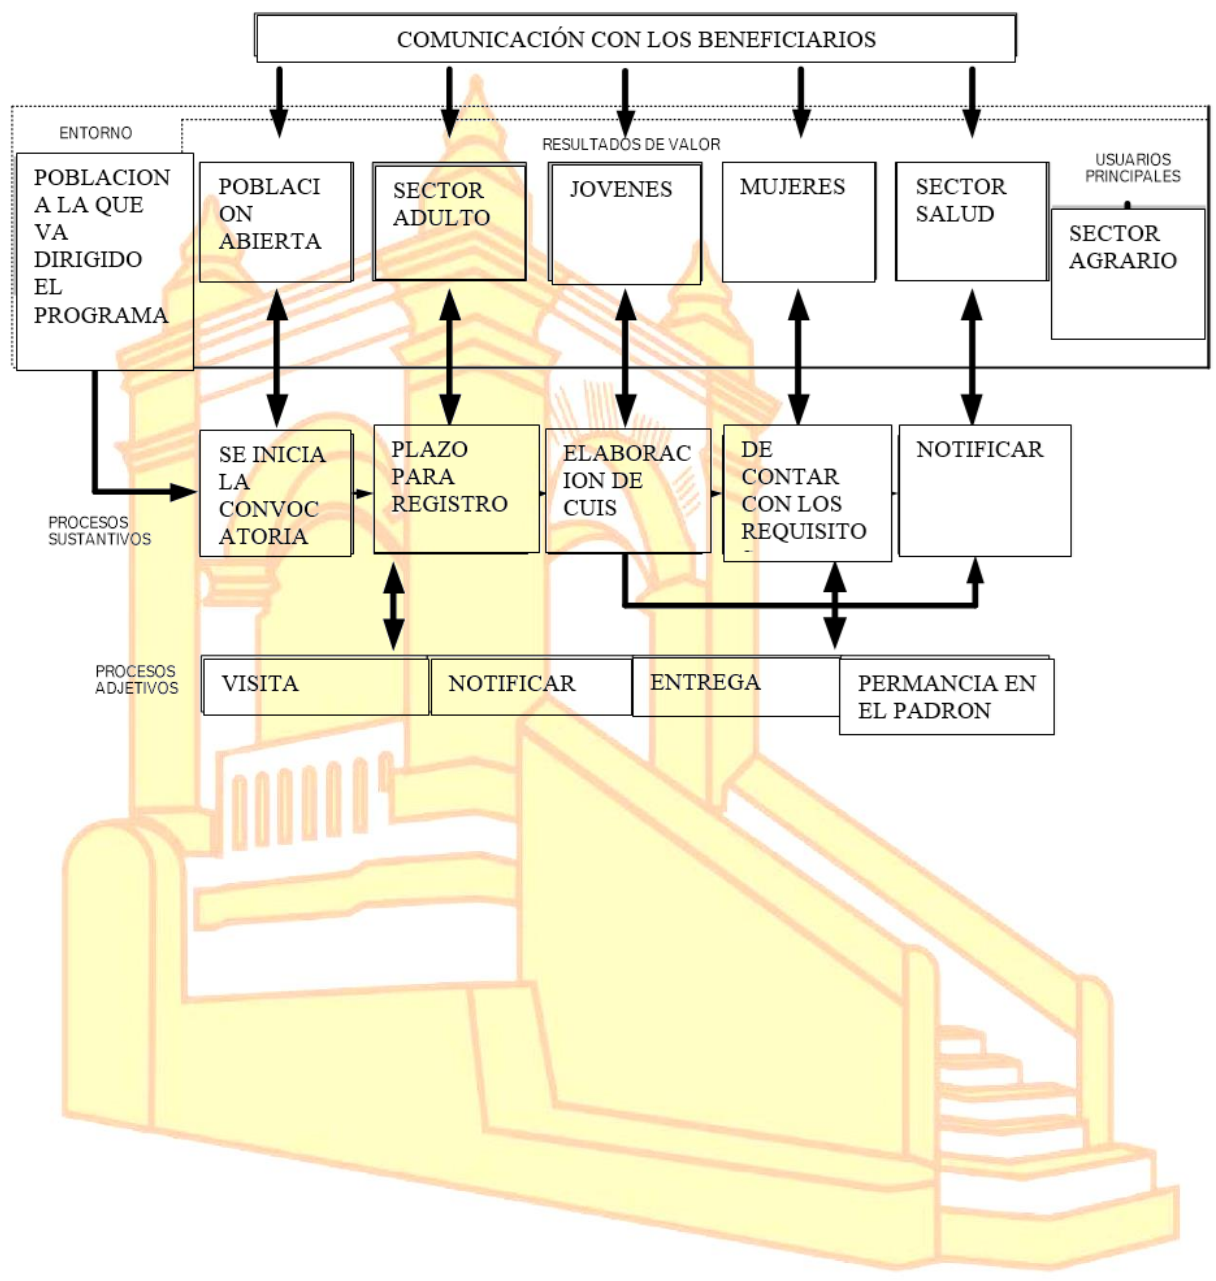 COMUNICACIÓN CON LOS BENEFICIARIOS
ENTORNO
RESULTADOS DE VALOR
USUARIOS
PRINCIPALES
POBLACION
A LA QUE
VA
DIRIGIDO
EL
PROGRAMA
POBLACI
ON
ABIERTA
SECTOR
ADULTO
JOVENES
MUJERES
SECTOR
SALUD
SECTOR
AGRARIO
PROCESOS
SUSTANTIVOS
SE INICIA
LA
CONVOC
ATORIA
PLAZO
PARA
REGISTRO
ELABORAC
ION DE
CUIS
DE
CONTAR
CON LOS
REQUISITO
NOTIFICAR
PROCESOS
ADJETIVOS
VISITA
NOTIFICAR
ENTREGA
PERMANCIA EN
EL PADRON